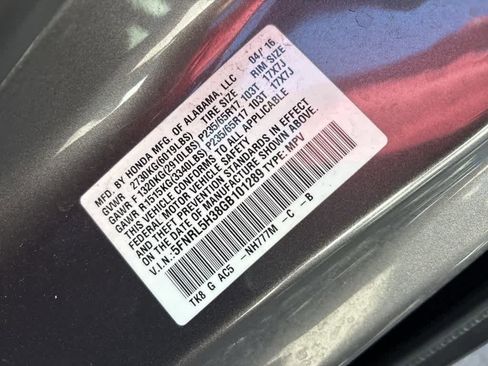 MFD. BY HONDA MFG. OF ALABAMA, LLC 04/ 16
GVWR 2730KG(6019LBS) TIRE SIZE RIM SIZE
GAWR F 1320KG(2910LBS) P235/65R17 103T 17X7J
GAWR R 1515KG(3340LBS) P235/65R17 103T 17X7J
THIS VEHICLE CONFORMS TO ALL APPLICABLE
FEDERAL MOTOR VEHICLE SAFETY
AND THEFT PREVENTION STANDARDS IN EFFECT
ON THE DATE OF MANUFACTURE SHOWN ABOVE.
V.I.N.:5FNRL5H38GB101289 TYPE: MPV
TK8 G AC5 -NH777M -C -B